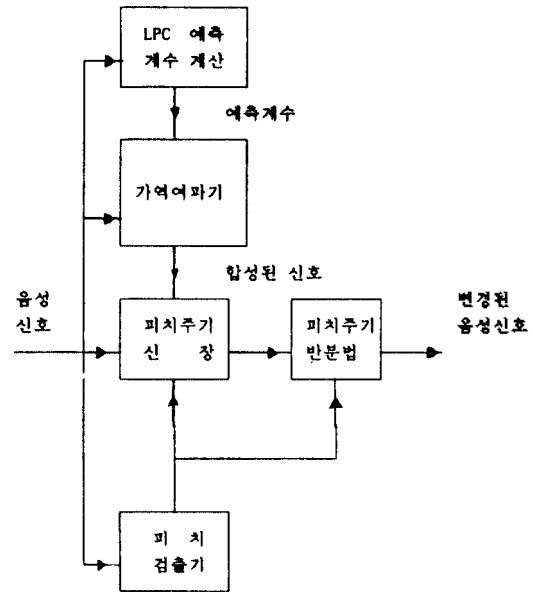 LPC 예측
계수 계산
예측계수
가역여파기
합성된 신호
음성
신호
피치주기
신 장
피치주기
반분법
변경된
음성신호
피 치
검출기